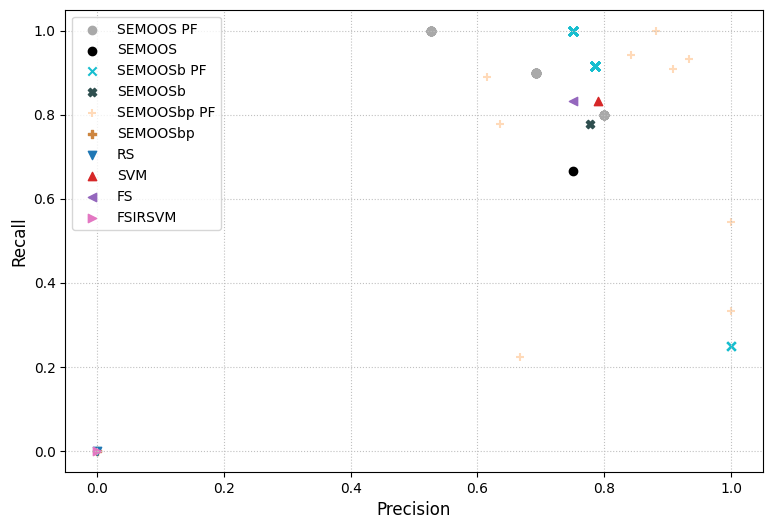 SEMOOS PF
SEMOOS
SEMOOSb PF
SEMOOSb
SEMOOSbp PF
SEMOOSbp
RS
SVM
FS
FSIRSVM
1.0
0.8
0.6
0.4
0.2
0.0
Recall
0.0 0.2 0.4 0.6 0.8 1.0
Precision